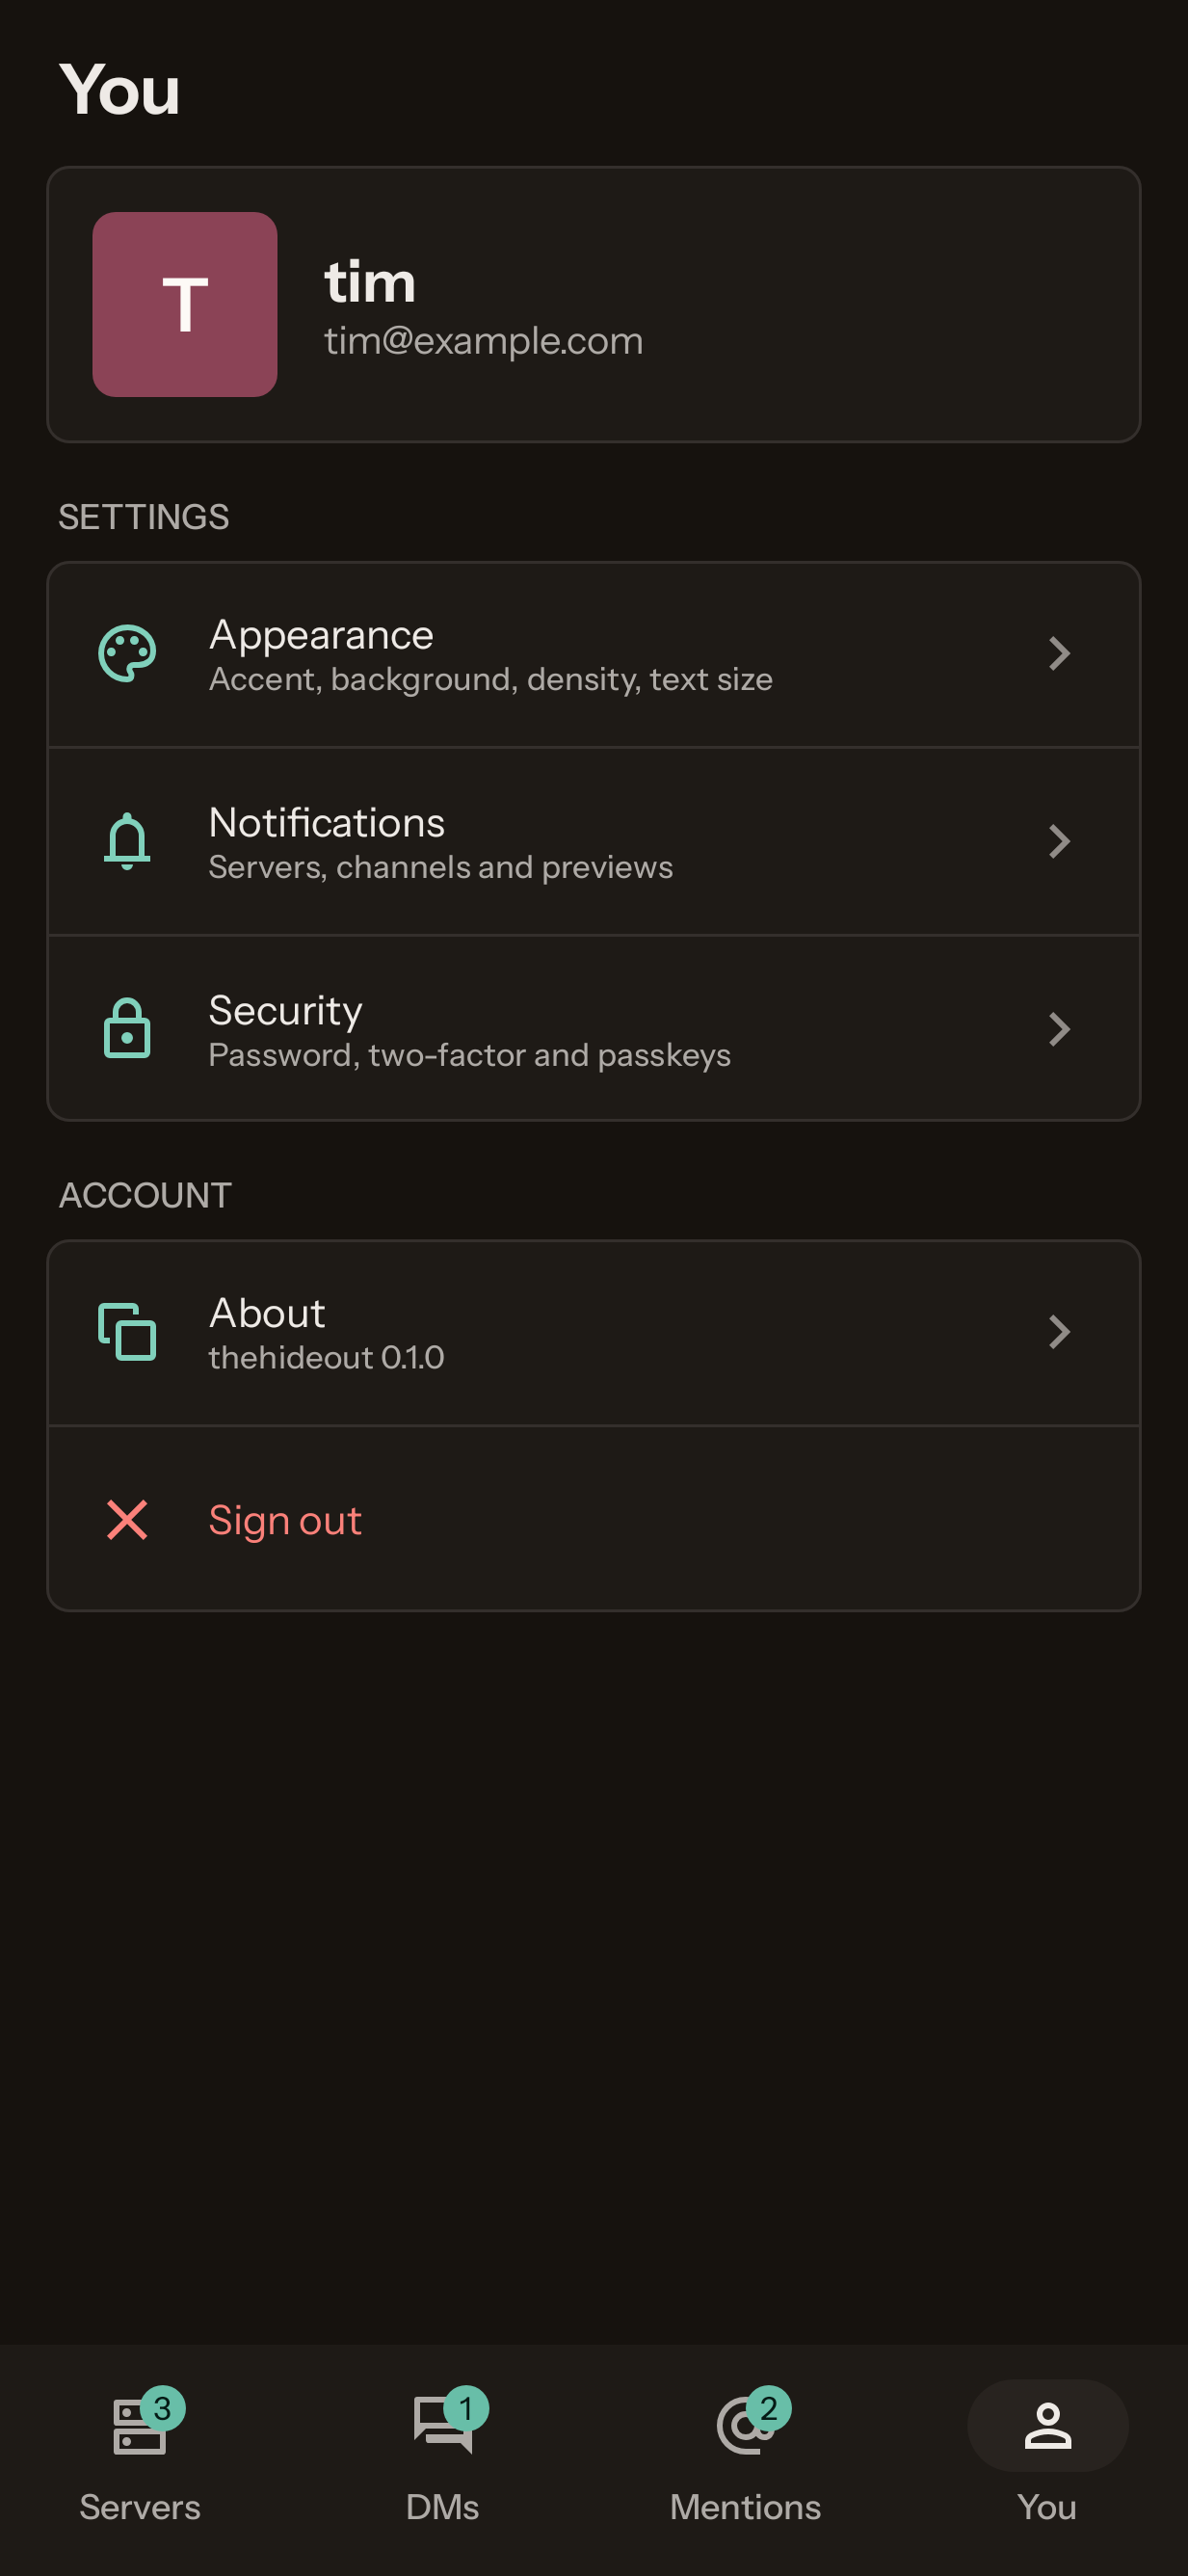 You
T
tim
tim@example.com
SETTINGS
Appearance
Accent, background, density, text size
Notifications
Servers, channels and previews
Security
Password, two-factor and passkeys
ACCOUNT
About
thehideout 0.1.0
Sign out
3
1
2
Servers
DMs
Mentions
You